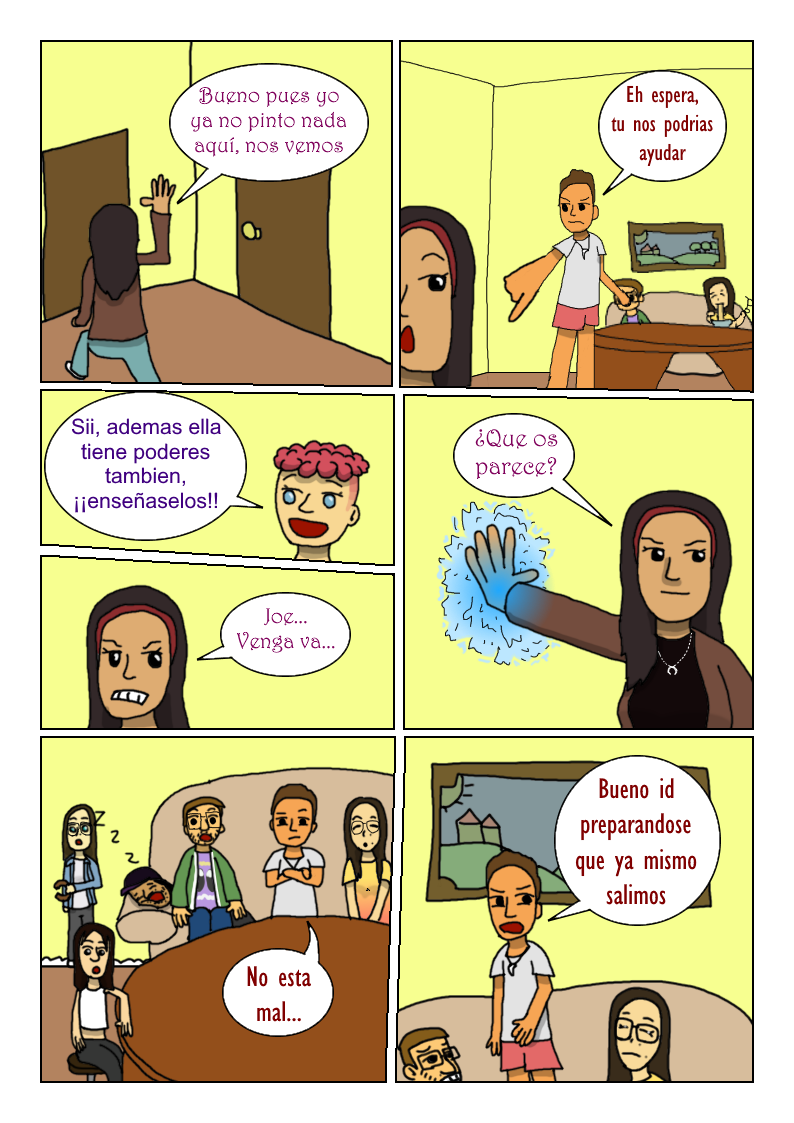 Bueno pues yo
ya no pinto nada
aquí, nos vemos
Eh espera,
tu nos podrias
ayudar
Sii, ademas ella
tiene poderes
tambien,
¡¡enseñaselos!!
Joe...
Venga va...
¿Que os
parece?
z
z
z
No esta
mal...
Bueno id
preparandose
que ya mismo
salimos